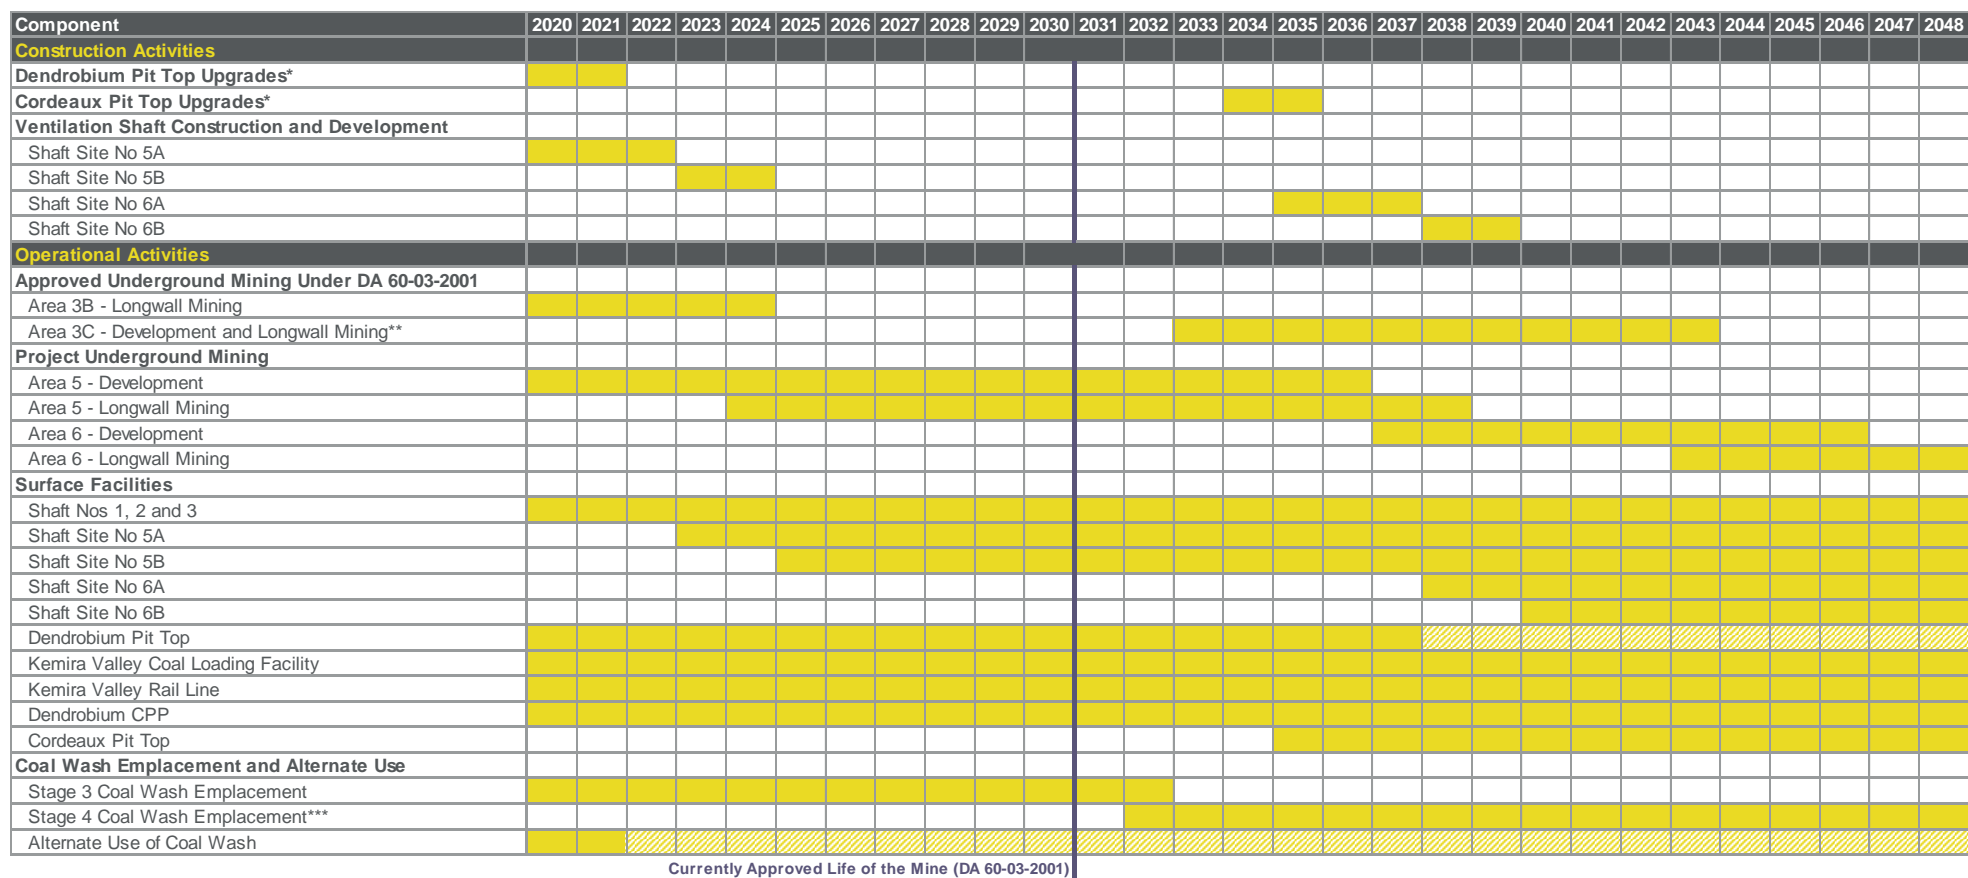 Component 2020 2021 2022 2023 2024 2025 2026 2027 2028 2029 2030 2031 2032 2033 2034 2035 2036 2037 2038 2039 2040 2041 2042 2043 2044 2045 2046 2047 2048
Construction Activities
Dendrobium Pit Top Upgrades*
Cordeaux Pit Top Upgrades*
Ventilation Shaft Construction and Development
Shaft Site No 5A
Shaft Site No 5B
Shaft Site No 6A
Shaft Site No 6B
Operational Activities
Approved Underground Mining Under DA 60-03-2001
Area 3B - Longwall Mining
Area 3C - Development and Longwall Mining**
Project Underground Mining
Area 5 - Development
Area 5 - Longwall Mining
Area 6 - Development
Area 6 - Longwall Mining
Surface Facilities
Shaft Nos 1, 2 and 3
Shaft Site No 5A
Shaft Site No 5B
Shaft Site No 6A
Shaft Site No 6B
Dendrobium Pit Top
Kemira Valley Coal Loading Facility
Kemira Valley Rail Line
Dendrobium CPP
Cordeaux Pit Top
Coal Wash Emplacement and Alternate Use
Stage 3 Coal Wash Emplacement
Stage 4 Coal Wash Emplacement***
Alternate Use of Coal Wash
Currently Approved Life of the Mine (DA 60-03-2001)